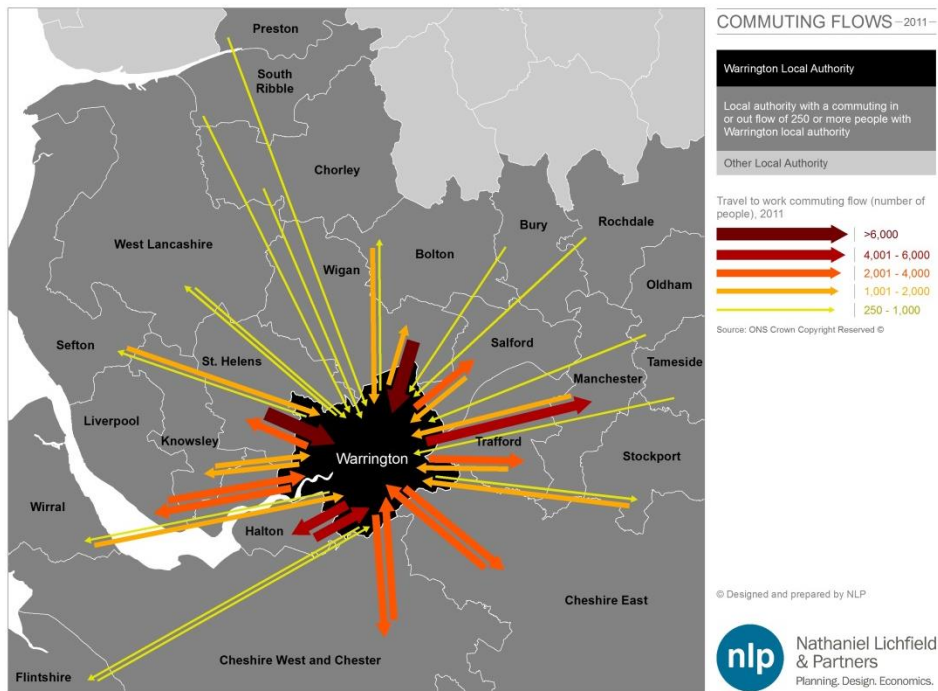 Preston
South
Ribble
Chorley
West Lancashire
Wigan
Bolton
Bury
Rochdale
Oldham
Sefton
St. Helens
Salford
Tameside
Manchester
Liverpool
Knowsley
Warrington
Trafford
Stockport
Wirral
Halton
Cheshire East
Cheshire West and Chester
Flintshire
COMMUTING FLOWS –2011–
Warrington Local Authority
Local authority with a commuting in
or out flow of 250 or more people with
Warrington local authority
Other Local Authority
Travel to work commuting flow (number of
people), 2011
>6,000
4,001 - 6,000
2,001 - 4,000
1,001 - 2,000
250 - 1,000
Source: ONS Crown Copyright Reserved ©
© Designed and prepared by NLP
nlp
Nathaniel Lichfield
& Partners
Planning. Design. Economics.